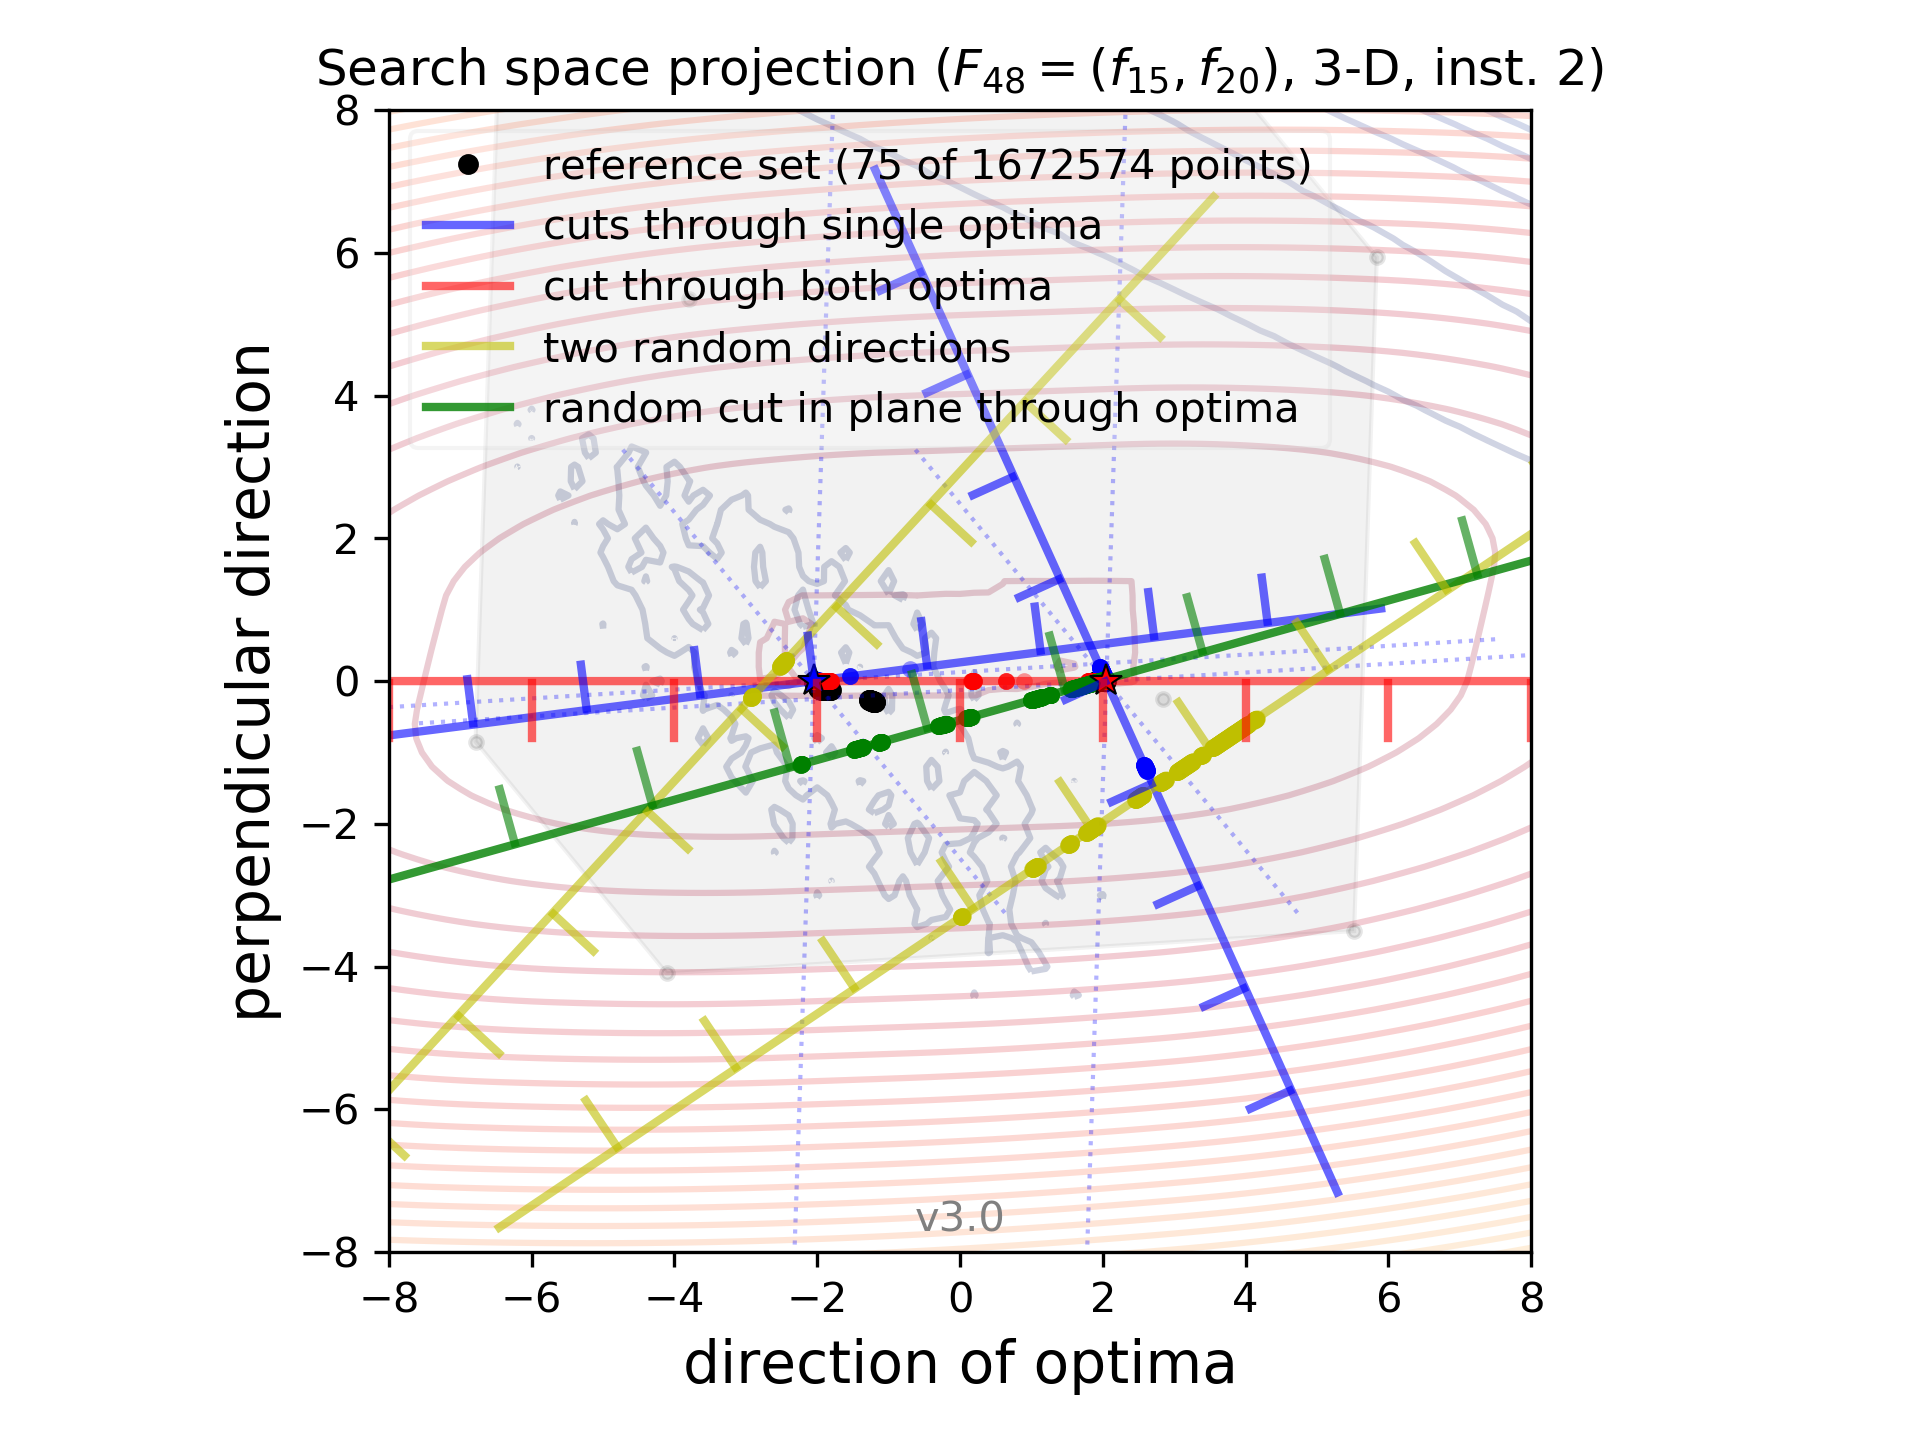 Search space projection (F₄₈ = (f₁₅, f₂₀), 3-D, inst. 2)
reference set (75 of 1672574 points)
cuts through single optima
cut through both optima
two random directions
random cut in plane through optima
perpendicular direction
8
6
4
2
0
−2
−4
−6
−8
v3.0
−8 −6 −4 −2 0 2 4 6 8
direction of optima